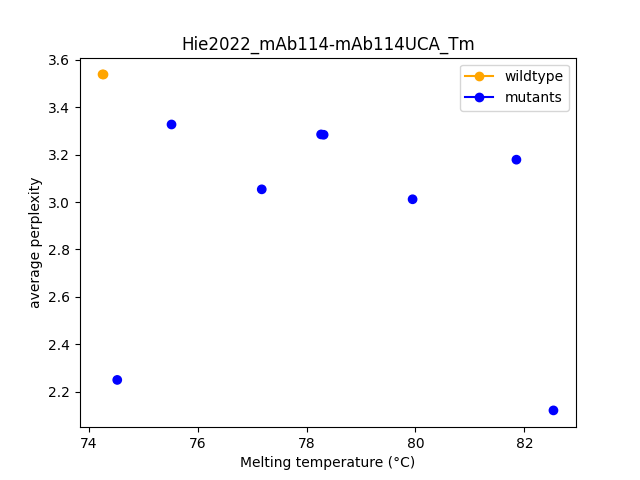 Hie2022_mAb114-mAb114UCA_Tm
wildtype
mutants
average perplexity
3.6
3.4
3.2
3.0
2.8
2.6
2.4
2.2
74
76
78
80
82
Melting temperature (°C)